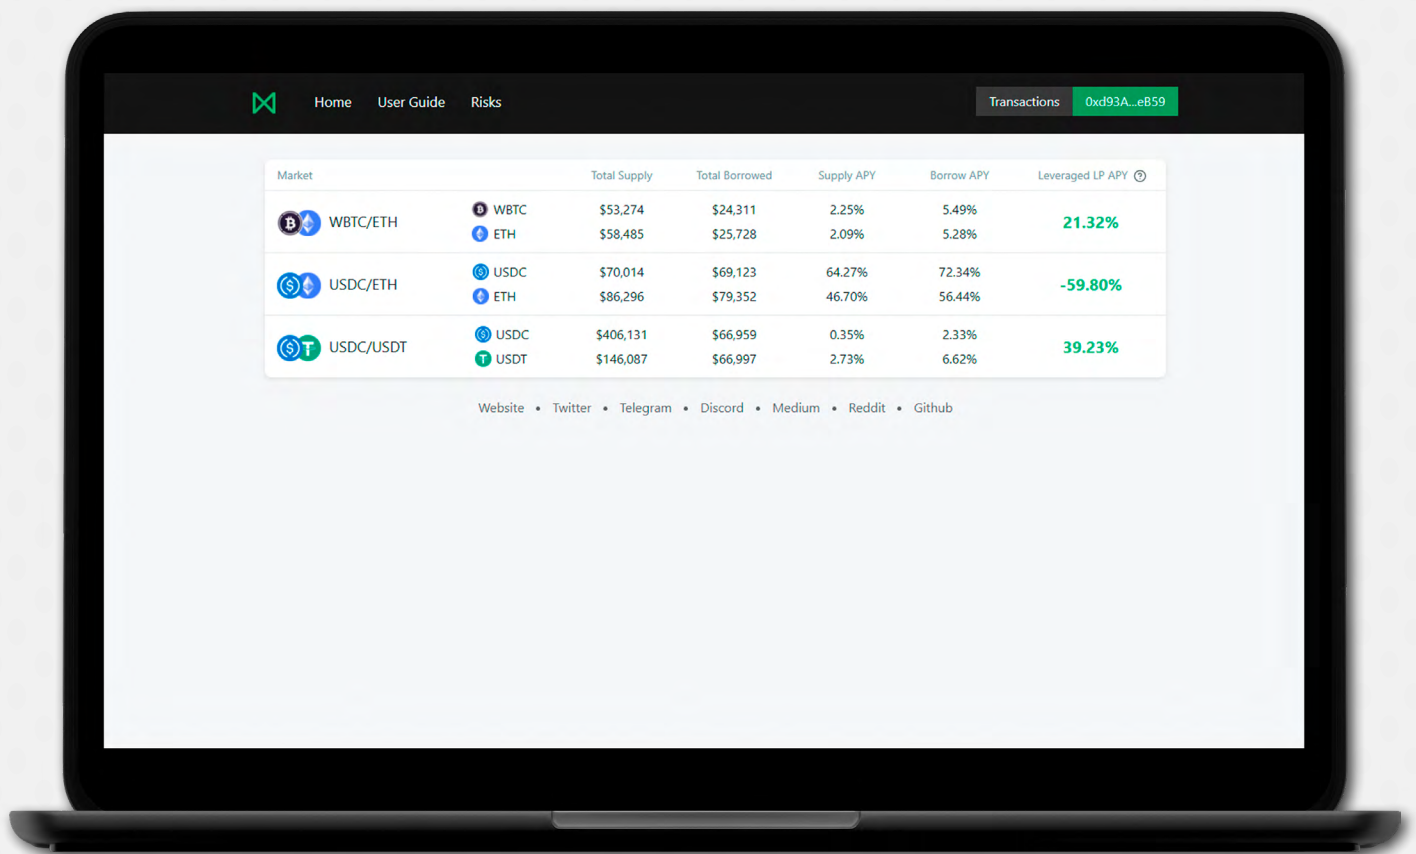 Home User Guide Risks Transactions 0xd93A...eB59
Market Total Supply Total Borrowed Supply APY Borrow APY Leveraged LP APY ?
WBTC/ETH
WBTC $53,274 $24,311 2.25% 5.49% 21.32%
ETH $58,485 $25,728 2.09% 5.28%
USDC/ETH
USDC $70,014 $69,123 64.27% 72.34% -59.80%
ETH $86,296 $79,352 46.70% 56.44%
USDC/USDT
USDC $406,131 $66,959 0.35% 2.33% 39.23%
USDT $146,087 $66,997 2.73% 6.62%
Website • Twitter • Telegram • Discord • Medium • Reddit • Github